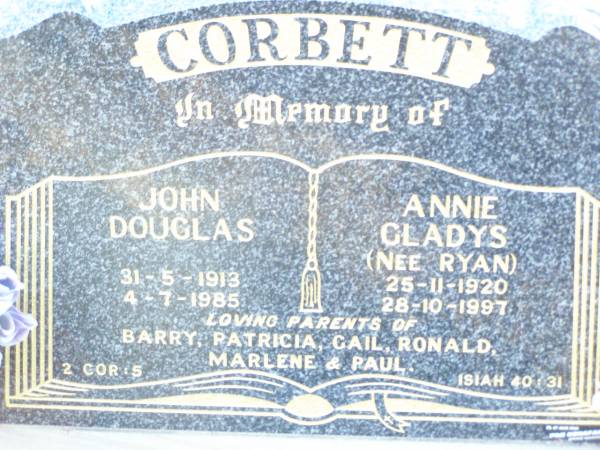 CORBETT
In Memory of
JOHN
DOUGLAS
31-5-1913
4-7-1985
ANNIE
GLADYS
(NEE RYAN)
25-11-1920
28-10-1997
LOVING PARENTS OF
BARRY, PATRICIA, GAIL, RONALD,
MARLENE & PAUL.
2 COR:5
ISIAH 40:31